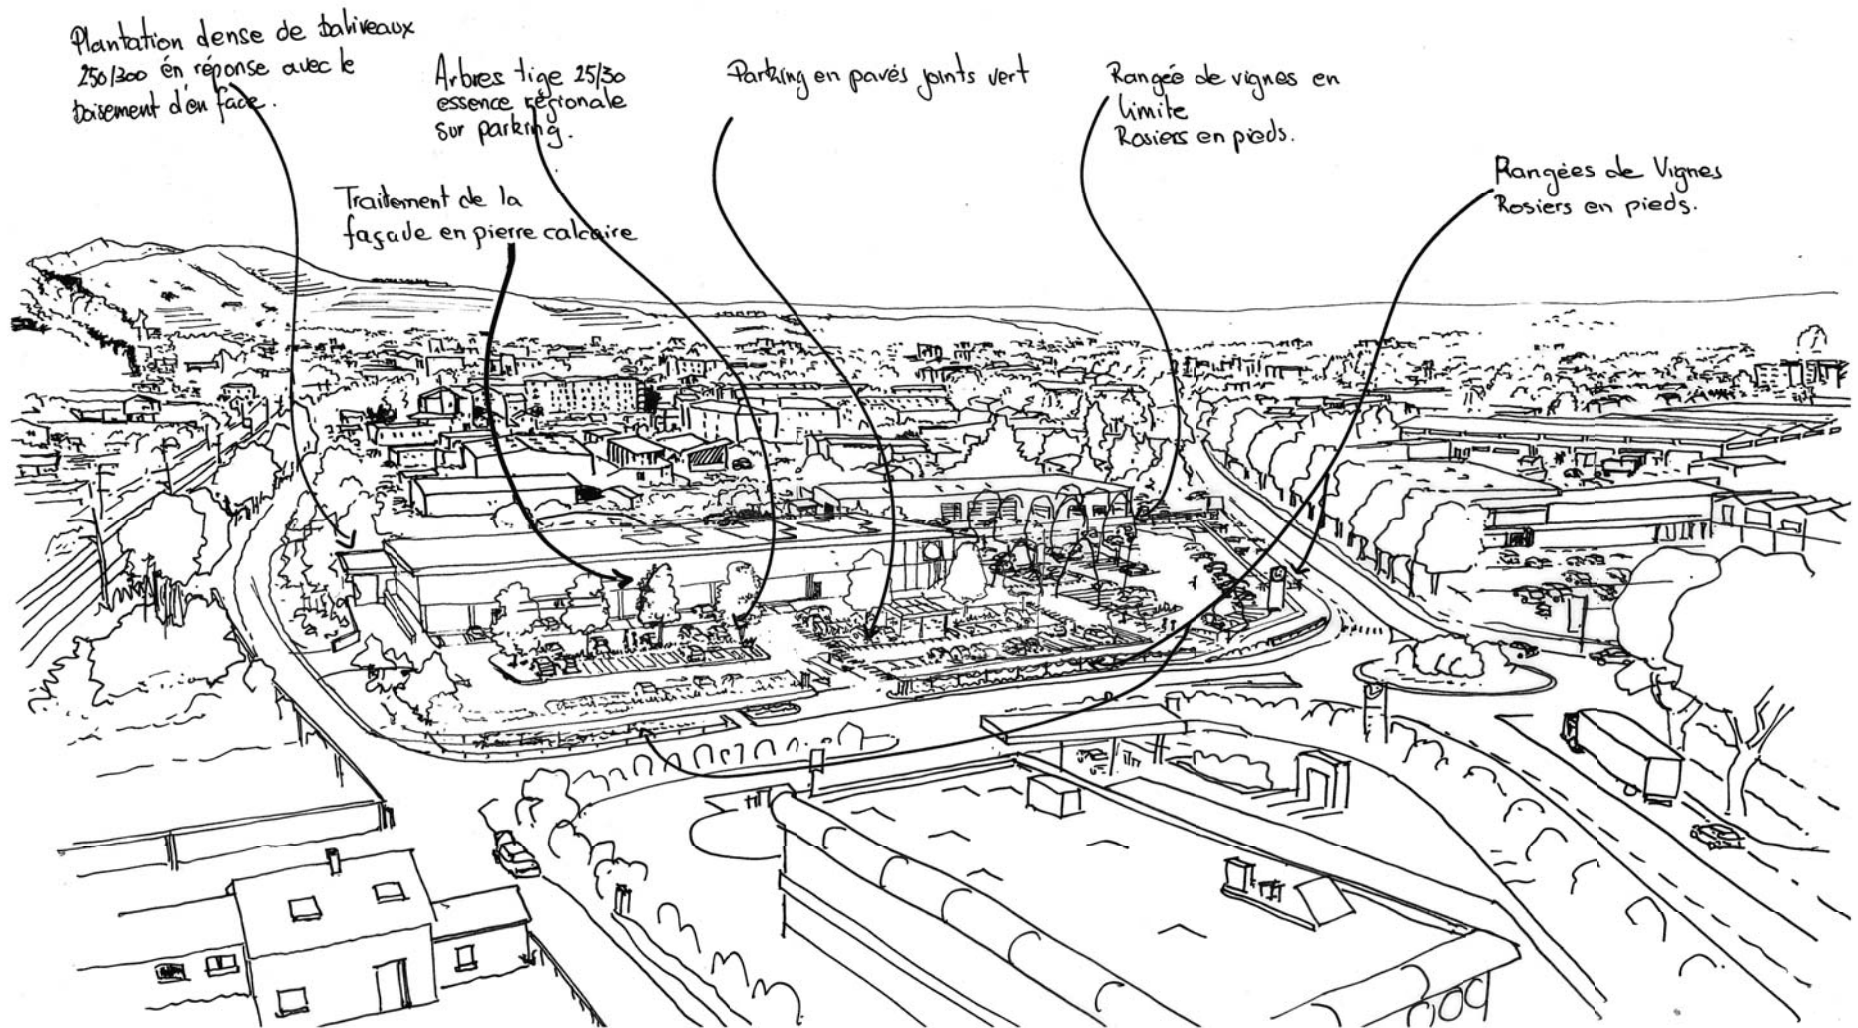 Plantation dense de baliveaux
250/300 en réponse avec le
boisement d'en face.
Arbres tige 25/30
essence régionale
sur parking.
Parking en pavés joints vert
Rangée de vignes en
limite
Rosiers en pieds.
Rangées de Vignes
Rosiers en pieds.
Traitement de la
façade en pierre calcaire